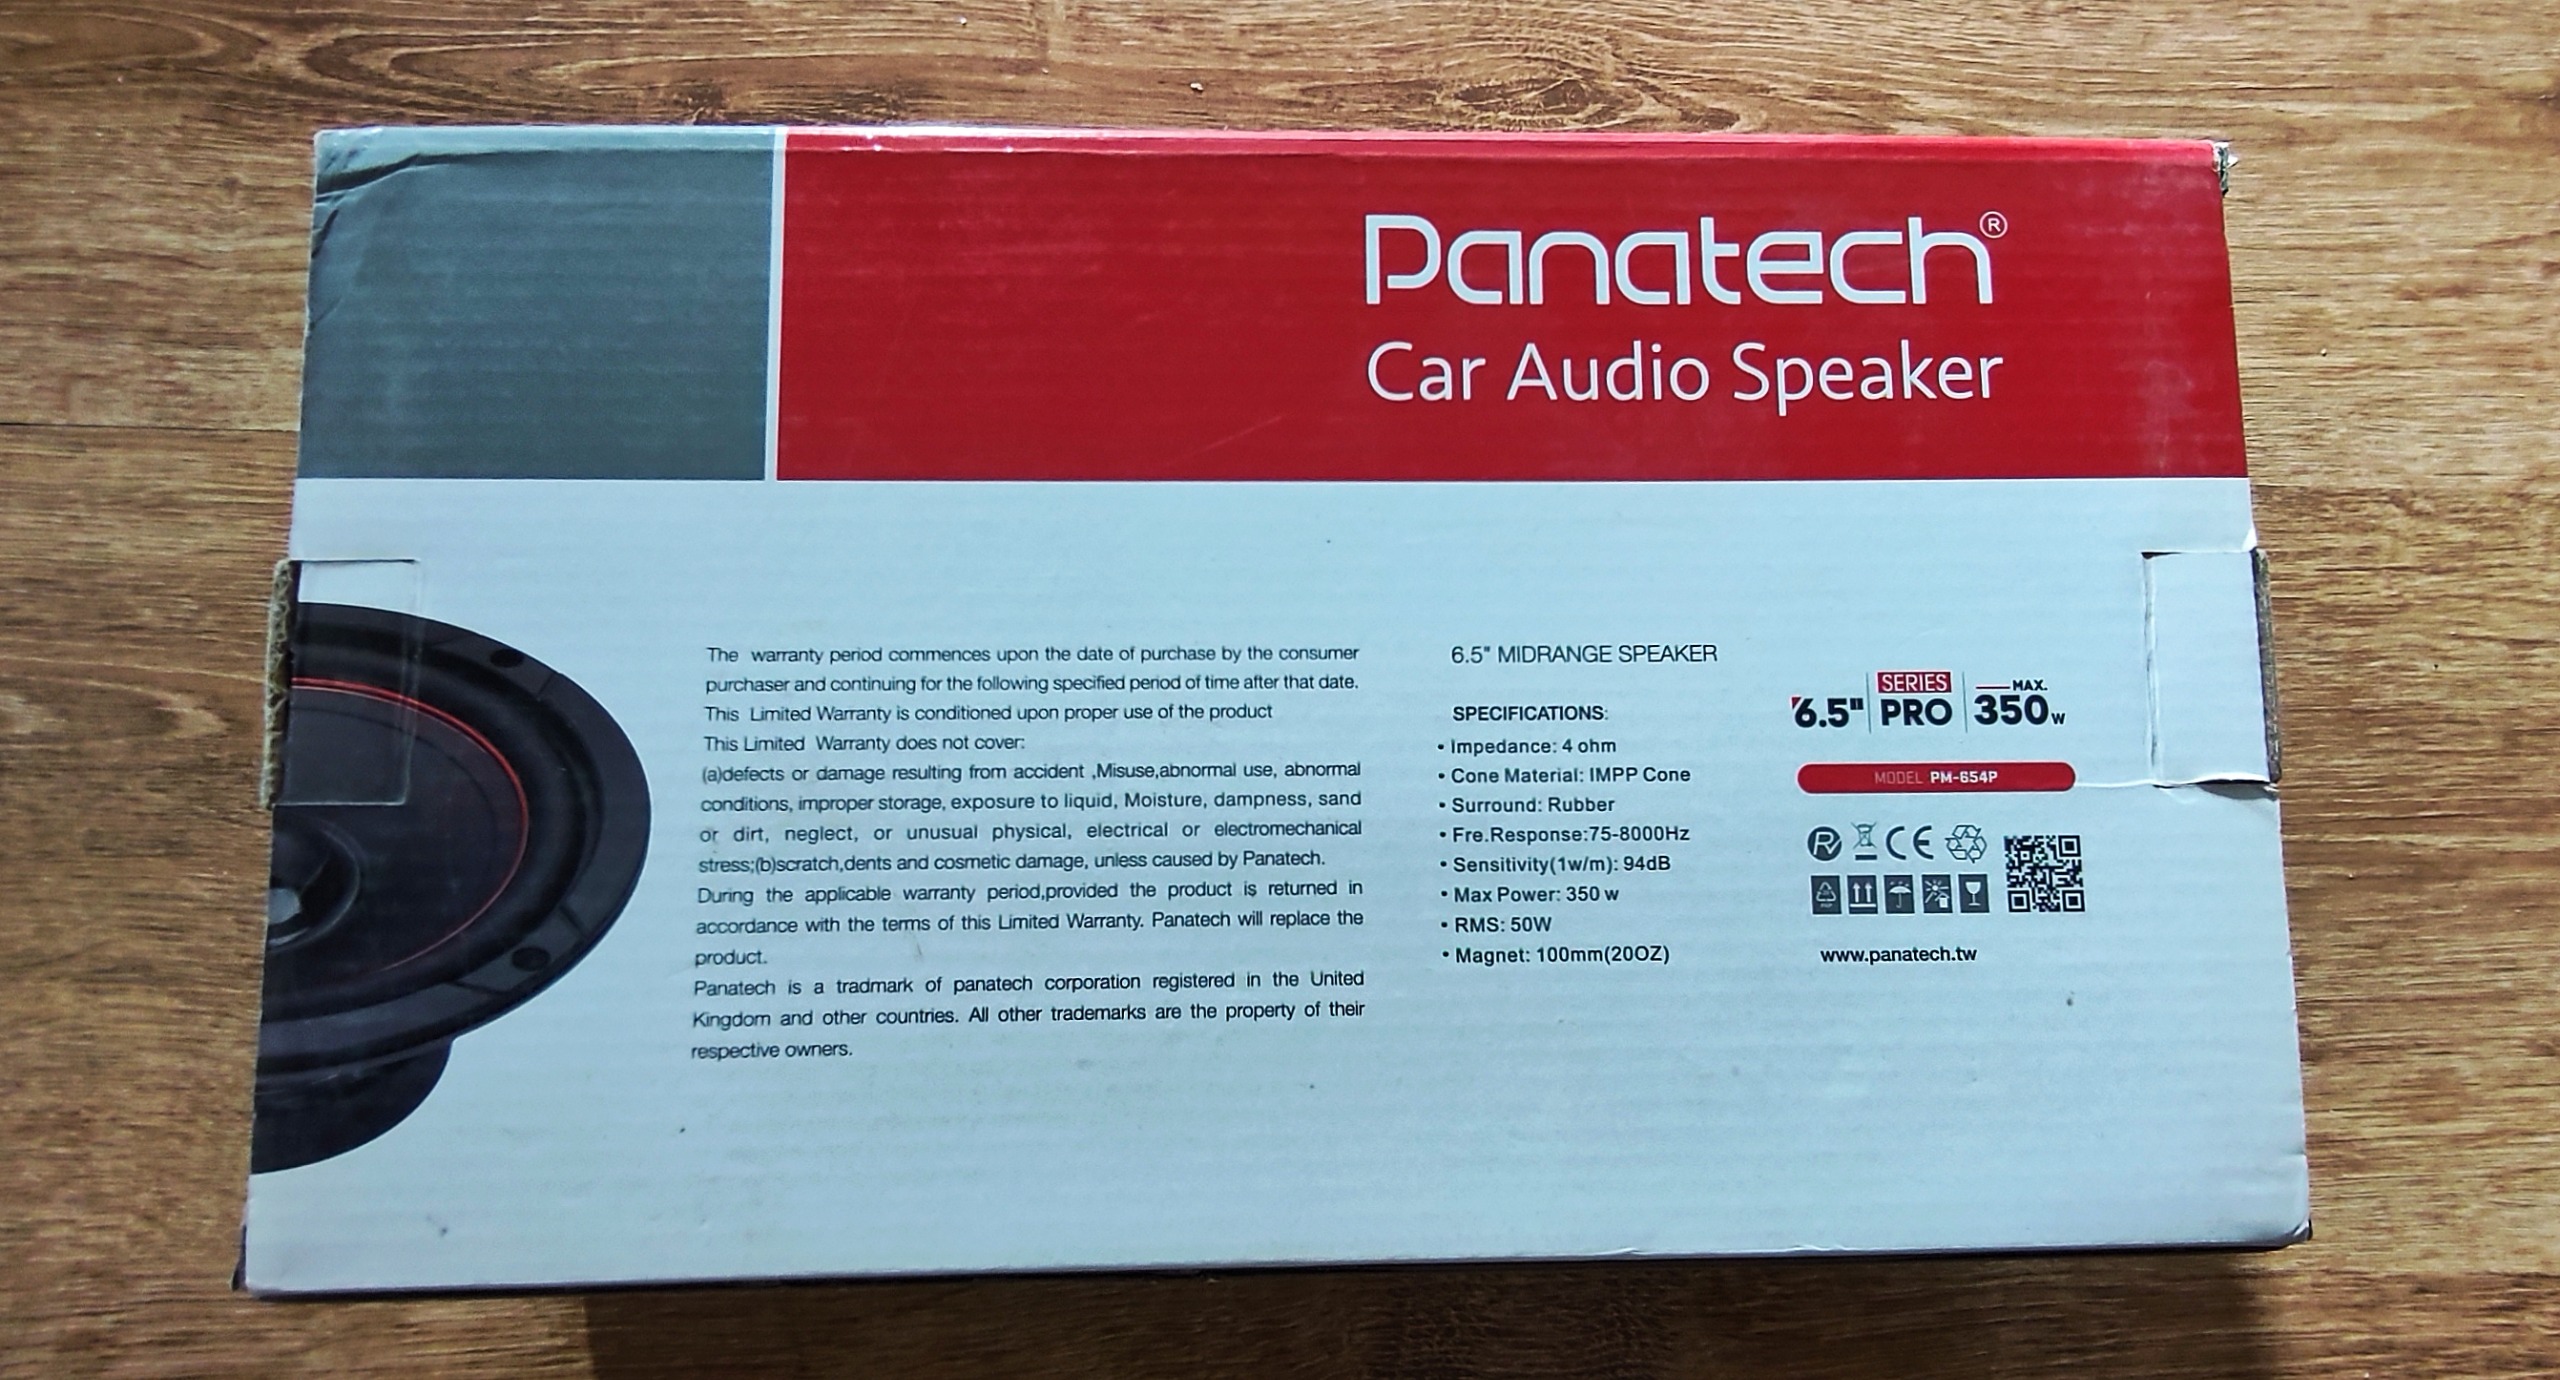 Panatech®
Car Audio Speaker
The warranty period commences upon the date of purchase by the consumer
purchaser and continuing for the following specified period of time after that date.
This Limited Warranty is conditioned upon proper use of the product
This Limited Warranty does not cover:
(a)defects or damage resulting from accident ,Misuse,abnormal use, abnormal
conditions, improper storage, exposure to liquid, Moisture, dampness, sand
or dirt, neglect, or unusual physical, electrical or electromechanical
stress;(b)scratch,dents and cosmetic damage, unless caused by Panatech.
During the applicable warranty period,provided the product is returned in
accordance with the terms of this Limited Warranty. Panatech will replace the
product.
Panatech is a tradmark of panatech corporation registered in the United
Kingdom and other countries. All other trademarks are the property of their
respective owners.
6.5" MIDRANGE SPEAKER
SPECIFICATIONS:
• Impedance: 4 ohm
• Cone Material: IMPP Cone
• Surround: Rubber
• Fre.Response:75-8000Hz
• Sensitivity(1w/m): 94dB
• Max Power: 350 w
• RMS: 50W
• Magnet: 100mm(20OZ)
6.5" SERIES PRO MAX. 350w
MODEL PM-654P
R CE
www.panatech.tw